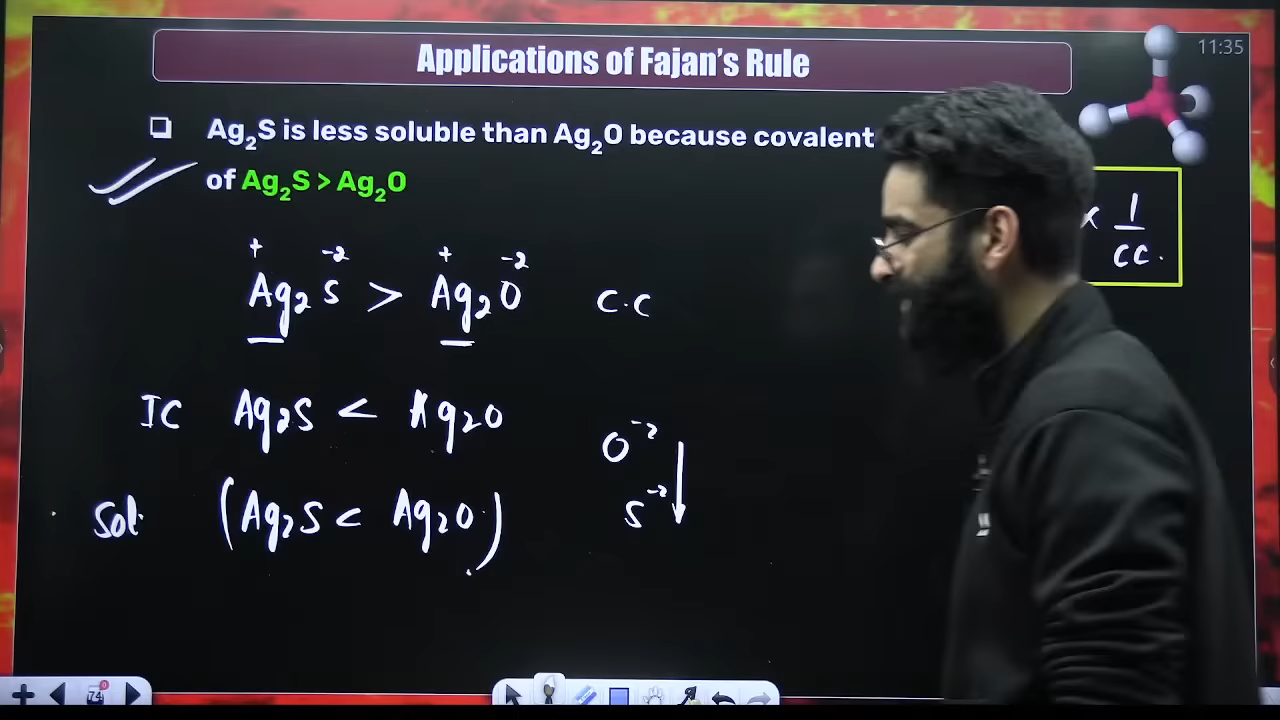 Applications of Fajan's Rule
11:35
❑ Ag₂S is less soluble than Ag₂O because covalent
of Ag₂S > Ag₂O
1
cc.
+ -2 + -2
Ag₂S > Ag₂O C.C
IC Ag₂S < Ag₂O
O⁻²
S⁻²
Sol. (Ag₂S < Ag₂O)
74